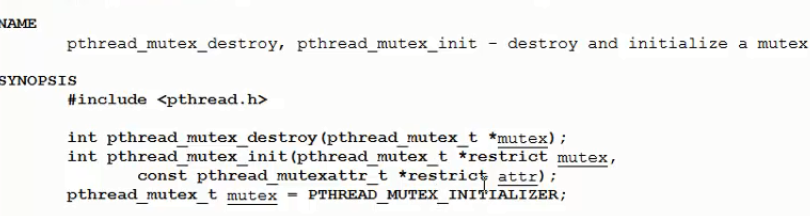 NAME
pthread_mutex_destroy, pthread_mutex_init - destroy and initialize a mutex
SYNOPSIS
#include <pthread.h>
int pthread_mutex_destroy(pthread_mutex_t *mutex);
int pthread_mutex_init(pthread_mutex_t *restrict mutex,
const pthread_mutexattr_t *restrict attr);
pthread_mutex_t mutex = PTHREAD_MUTEX_INITIALIZER;